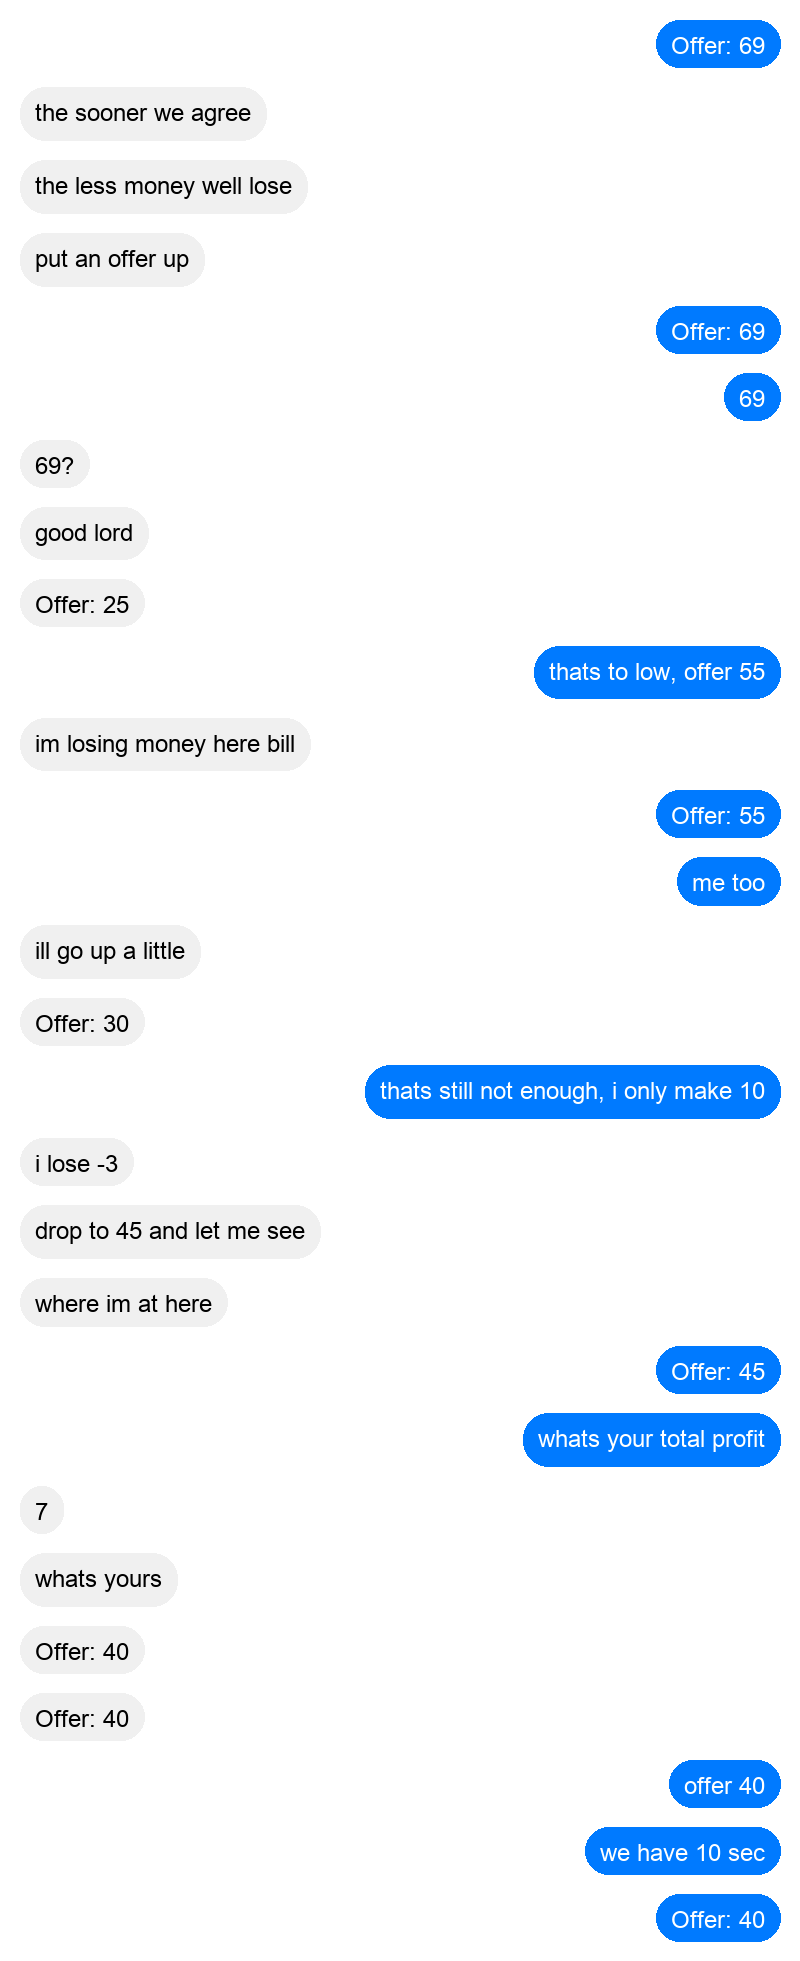 Offer: 69
the sooner we agree
the less money well lose
put an offer up
Offer: 69
69
69?
good lord
Offer: 25
thats to low, offer 55
im losing money here bill
Offer: 55
me too
ill go up a little
Offer: 30
thats still not enough, i only make 10
i lose -3
drop to 45 and let me see
where im at here
Offer: 45
whats your total profit
7
whats yours
Offer: 40
Offer: 40
offer 40
we have 10 sec
Offer: 40